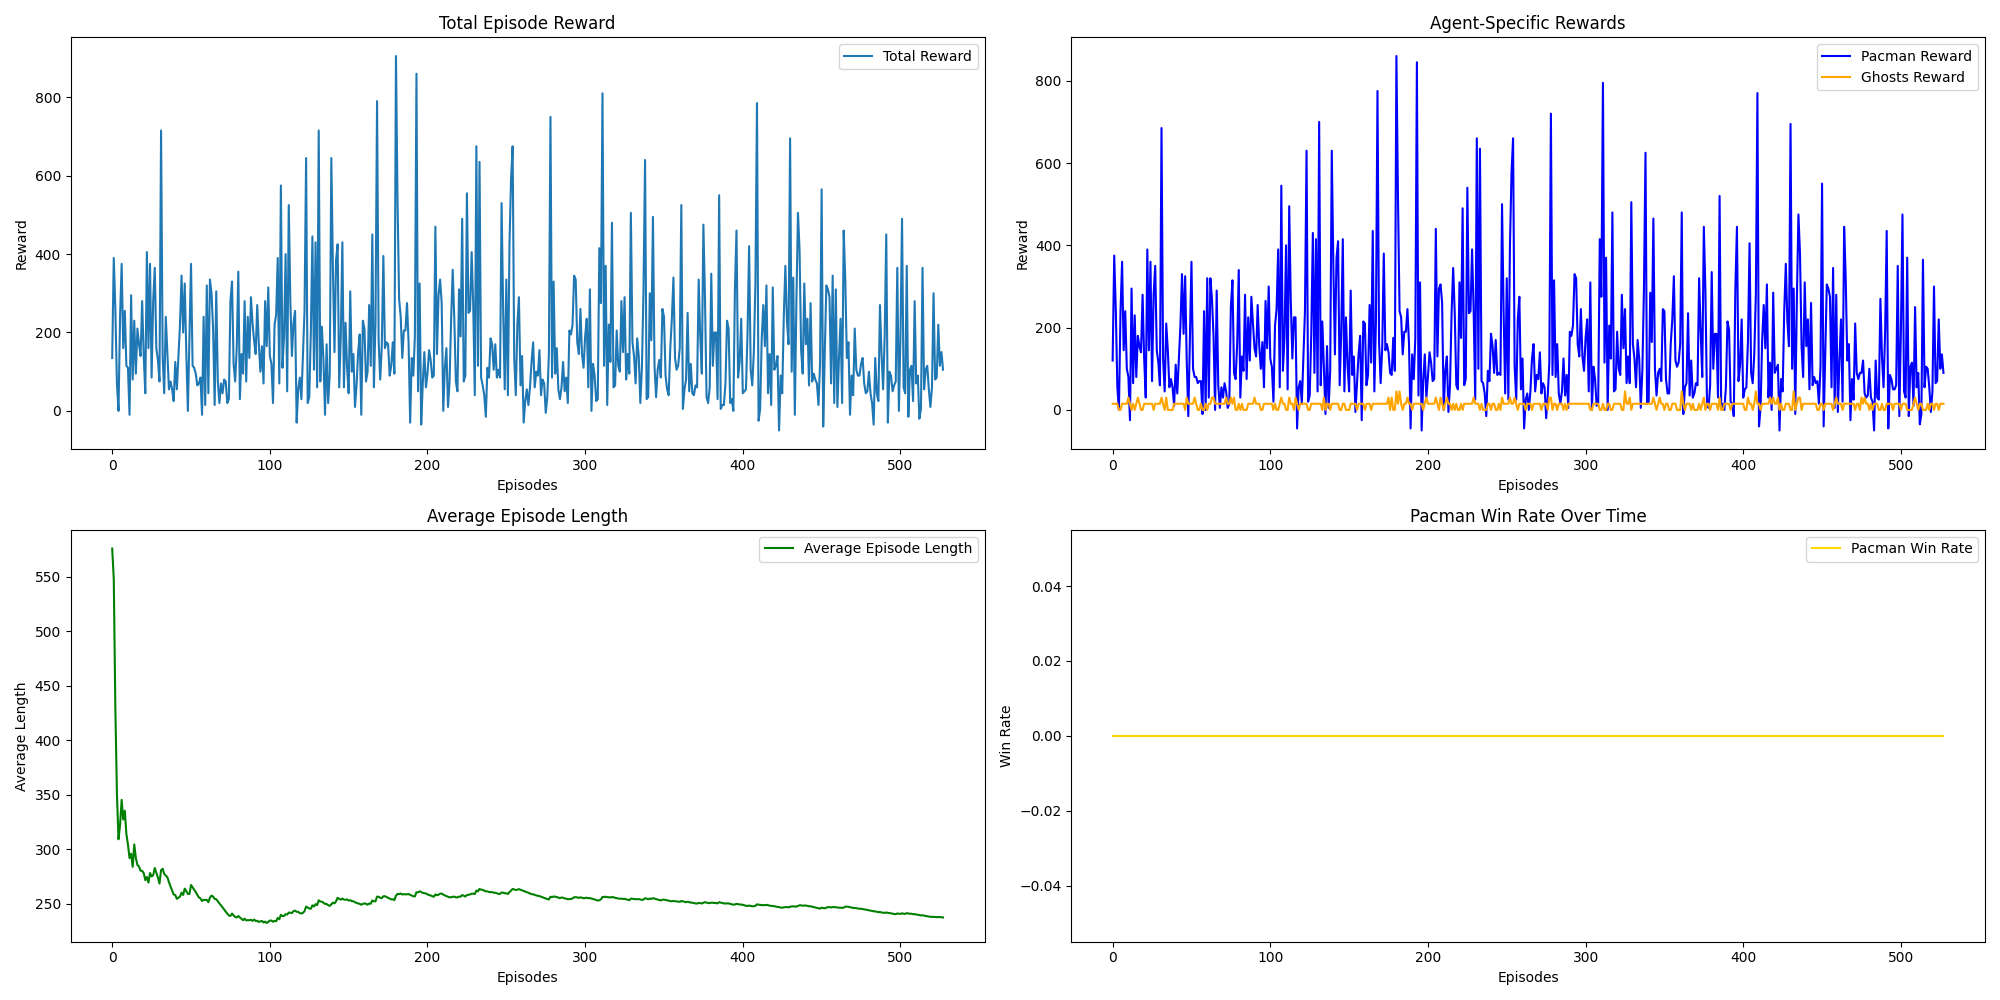 Total Episode Reward
Total Reward
Reward
800
600
400
200
0
0 100 200 300 400 500
Episodes
Agent-Specific Rewards
Pacman Reward
Ghosts Reward
Reward
800
600
400
200
0
0 100 200 300 400 500
Episodes
Average Episode Length
Average Episode Length
Average Length
550
500
450
400
350
300
250
0 100 200 300 400 500
Episodes
Pacman Win Rate Over Time
Pacman Win Rate
Win Rate
0.04
0.02
0.00
−0.02
−0.04
0 100 200 300 400 500
Episodes